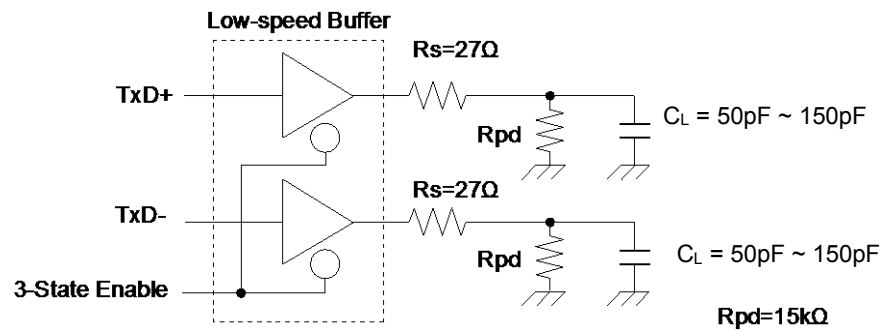 Low-speed Buffer
Rs=27Ω
TxD+
Rpd
CL = 50pF ~ 150pF
Rs=27Ω
TxD-
Rpd
CL = 50pF ~ 150pF
3-State Enable
Rpd=15kΩ